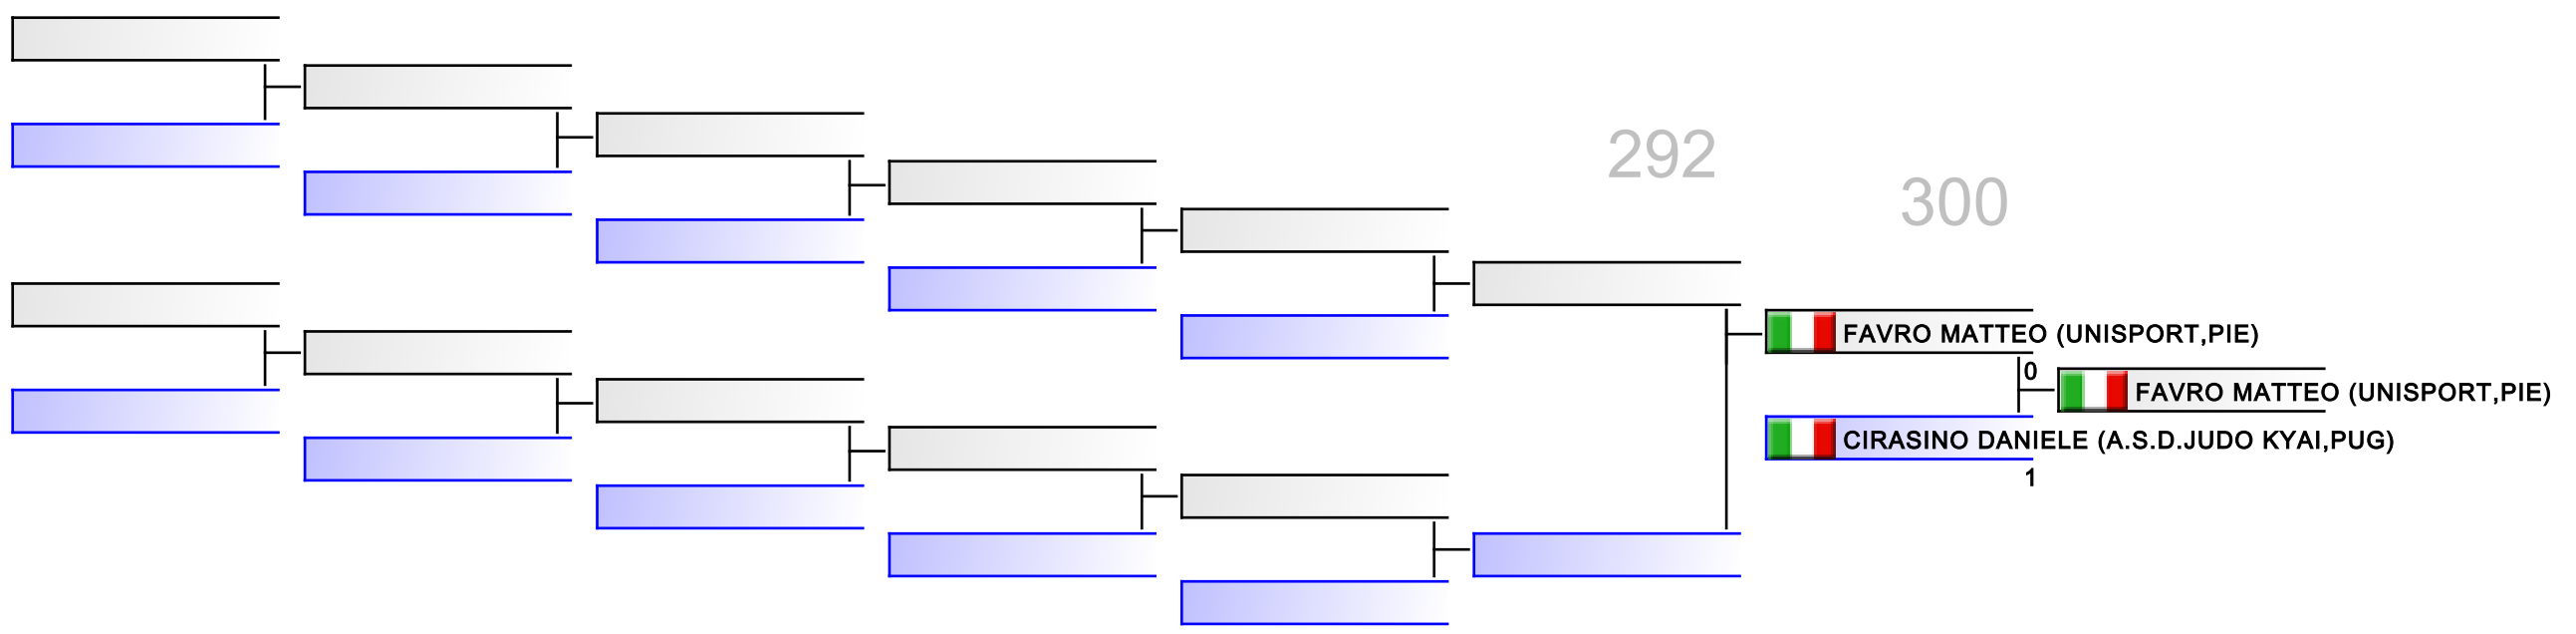 292
300
FAVRO MATTEO (UNISPORT,PIE)
0
FAVRO MATTEO (UNISPORT,PIE)
CIRASINO DANIELE (A.S.D.JUDO KYAI,PUG)
1